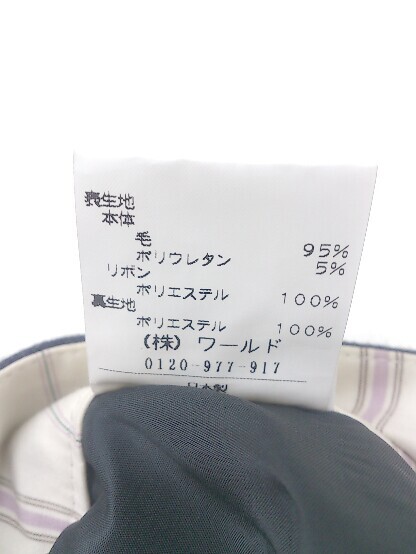 表生地
本体
毛 95%
ポリウレタン 5%
リボン
ポリエステル 100%
裏生地
ポリエステル 100%
(株) ワールド
0120-977-917
日本製